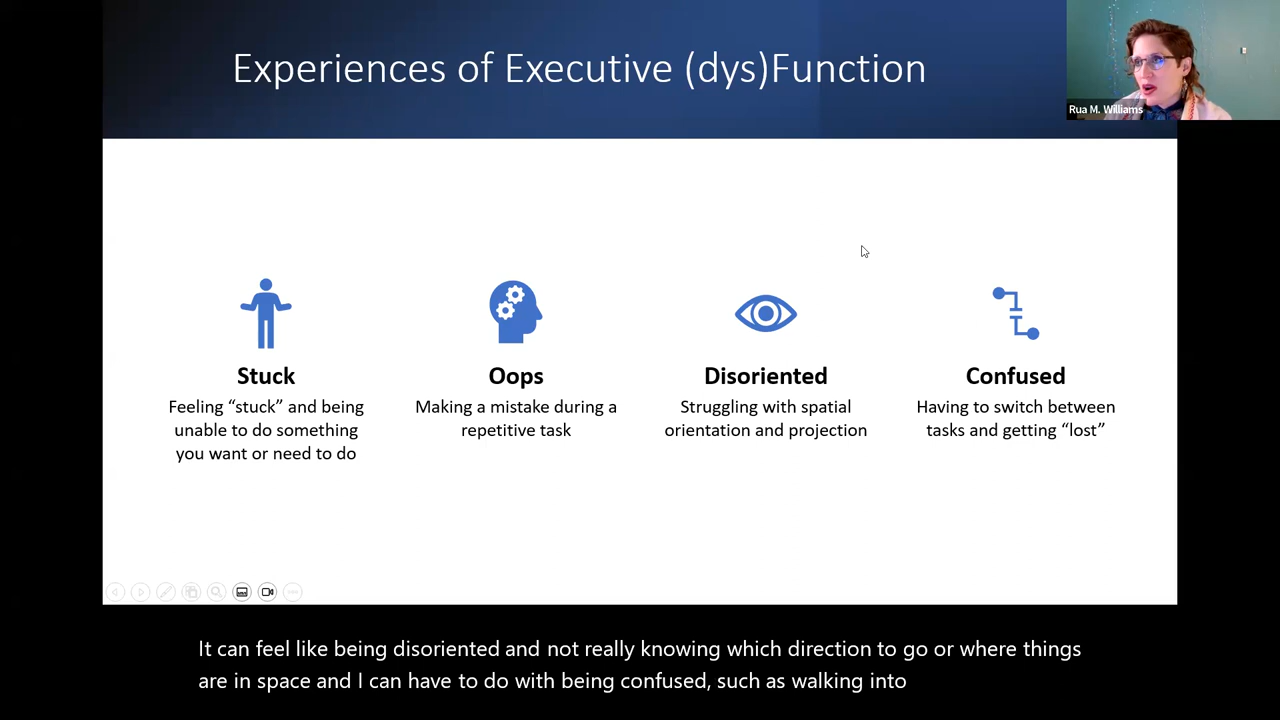 Experiences of Executive (dys)Function
Rua M. Williams
Stuck
Feeling “stuck” and being
unable to do something
you want or need to do
Oops
Making a mistake during a
repetitive task
Disoriented
Struggling with spatial
orientation and projection
Confused
Having to switch between
tasks and getting “lost”
It can feel like being disoriented and not really knowing which direction to go or where things
are in space and I can have to do with being confused, such as walking into